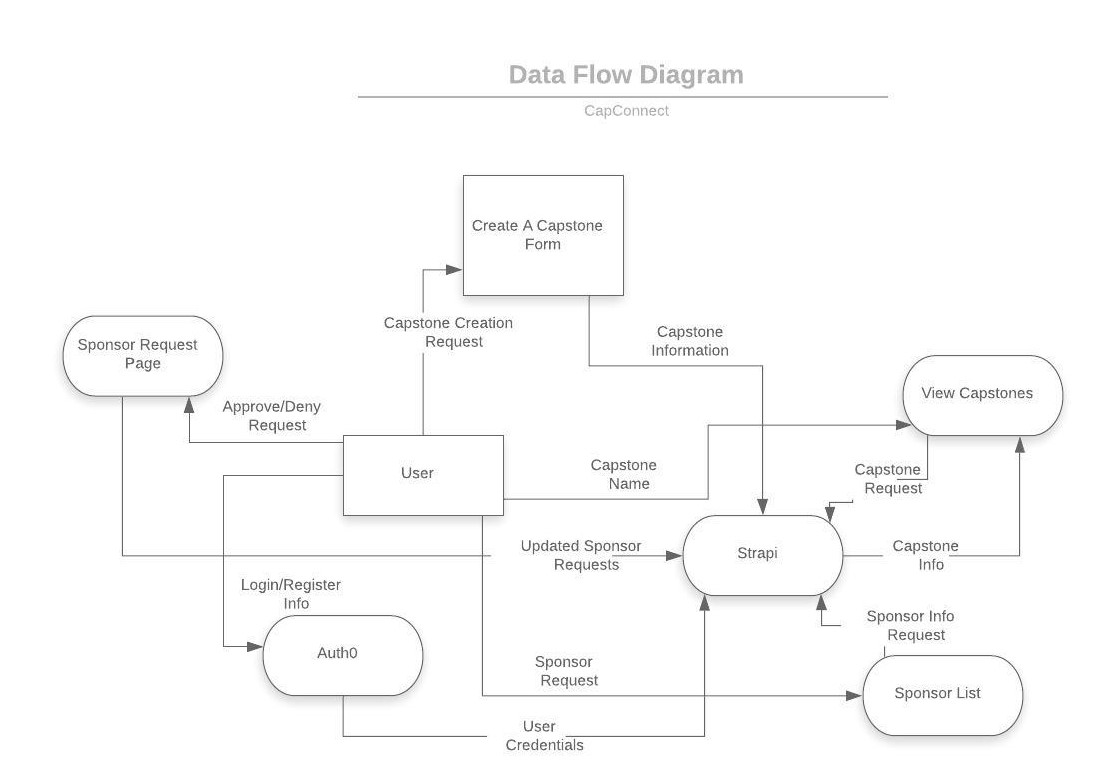 Data Flow Diagram
CapConnect
Create A Capstone
Form
Capstone Creation
Request
Capstone
Information
Sponsor Request
Page
View Capstones
Approve/Deny
Request
User
Capstone
Name
Capstone
Request
Updated Sponsor
Requests
Strapi
Capstone
Info
Login/Register
Info
Sponsor Info
Request
Auth0
Sponsor
Request
Sponsor List
User
Credentials